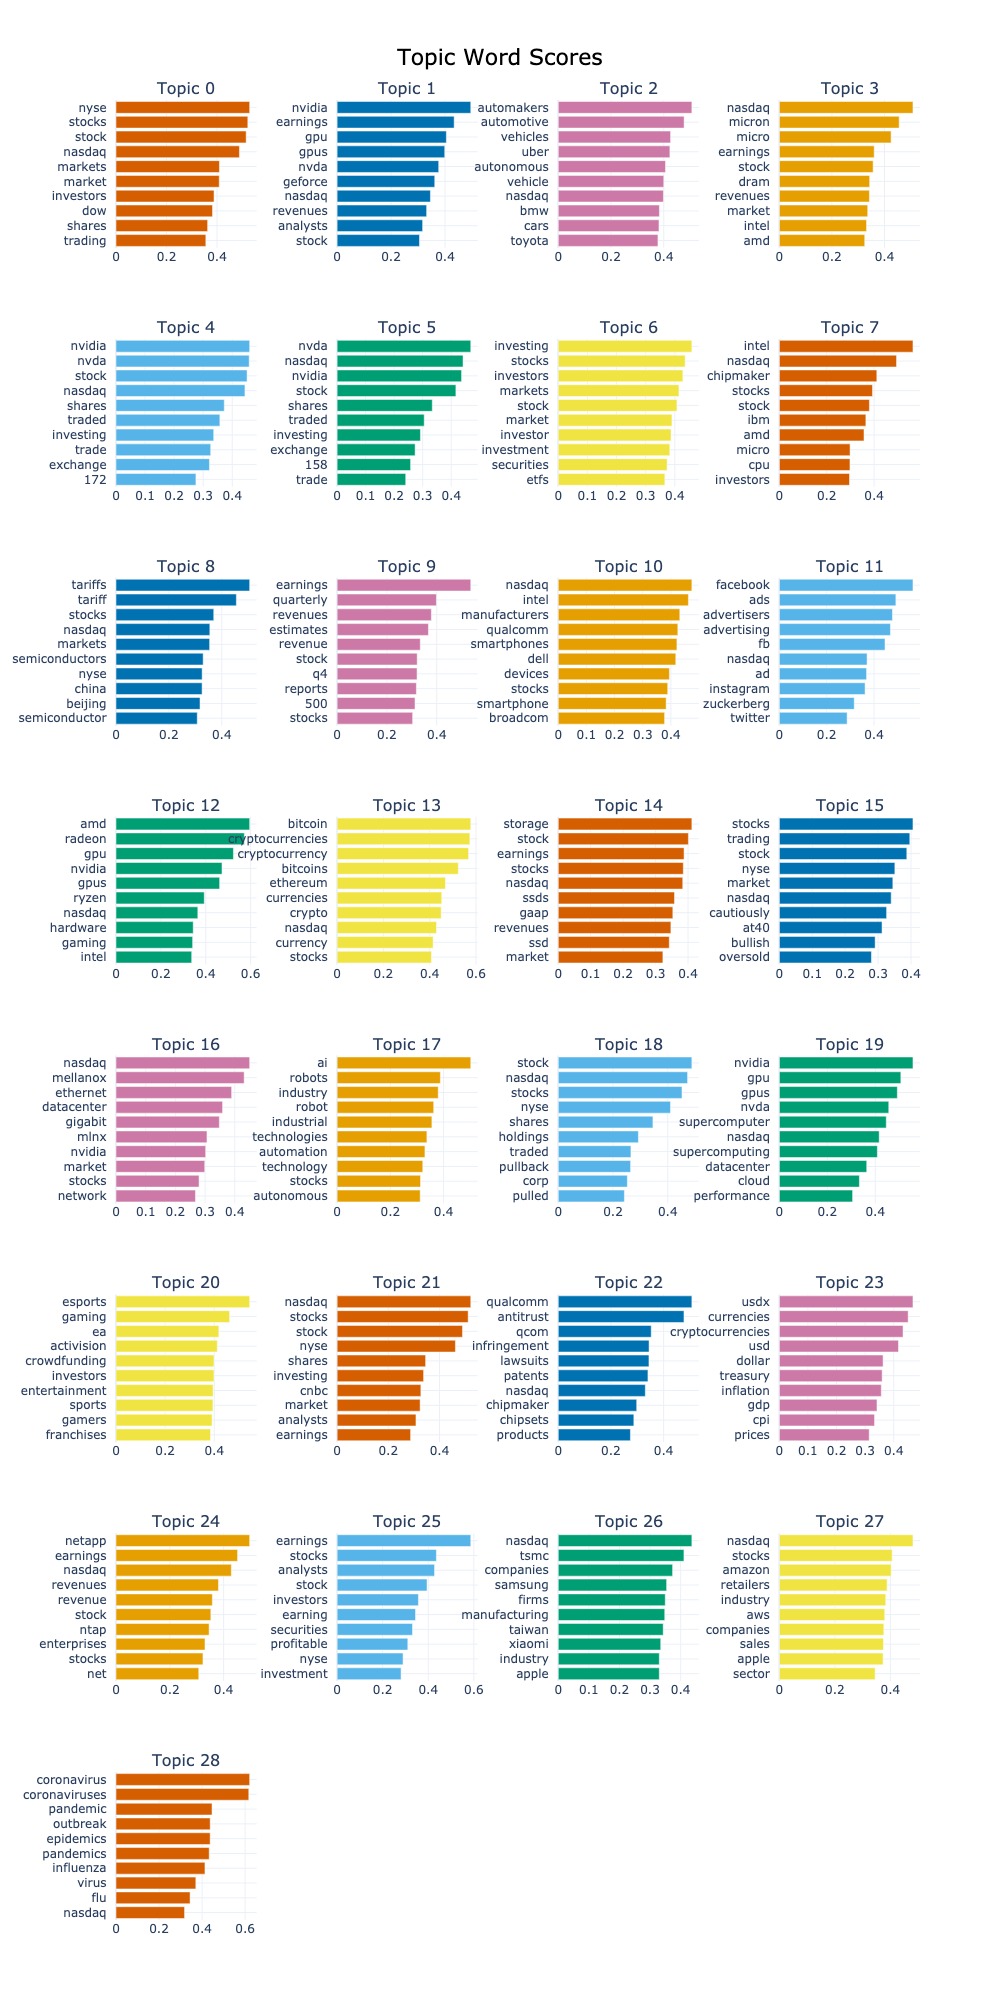 Topic Word Scores
Topic 0
nyse
stocks
stock
nasdaq
markets
market
investors
dow
shares
trading
0 0.2 0.4
Topic 1
nvidia
earnings
gpu
gpus
nvda
geforce
nasdaq
revenues
analysts
stock
0 0.2 0.4
Topic 2
automakers
automotive
vehicles
uber
autonomous
vehicle
nasdaq
bmw
cars
toyota
0 0.2 0.4
Topic 3
nasdaq
micron
micro
earnings
stock
dram
revenues
market
intel
amd
0 0.2 0.4
Topic 4
nvidia
nvda
stock
nasdaq
shares
traded
investing
trade
exchange
172
0 0.1 0.2 0.3 0.4
Topic 5
nvda
nasdaq
nvidia
stock
shares
traded
investing
exchange
158
trade
0 0.1 0.2 0.3 0.4
Topic 6
investing
stocks
investors
markets
stock
market
investor
investment
securities
etfs
0 0.1 0.2 0.3 0.4
Topic 7
intel
nasdaq
chipmaker
stocks
stock
ibm
amd
micro
cpu
investors
0 0.2 0.4
Topic 8
tariffs
tariff
stocks
nasdaq
markets
semiconductors
nyse
china
beijing
semiconductor
0 0.2 0.4
Topic 9
earnings
quarterly
revenues
estimates
revenue
stock
q4
reports
500
stocks
0 0.2 0.4
Topic 10
nasdaq
intel
manufacturers
qualcomm
smartphones
dell
devices
stocks
smartphone
broadcom
0 0.1 0.2 0.3 0.4
Topic 11
facebook
ads
advertisers
advertising
fb
nasdaq
ad
instagram
zuckerberg
twitter
0 0.2 0.4
Topic 12
amd
radeon
gpu
nvidia
gpus
ryzen
nasdaq
hardware
gaming
intel
0 0.2 0.4 0.6
Topic 13
bitcoin
cryptocurrencies
cryptocurrency
bitcoins
ethereum
currencies
crypto
nasdaq
currency
stocks
0 0.2 0.4 0.6
Topic 14
storage
stock
earnings
stocks
nasdaq
ssds
gaap
revenues
ssd
market
0 0.1 0.2 0.3 0.4
Topic 15
stocks
trading
stock
nyse
market
nasdaq
cautiously
at40
bullish
oversold
0 0.1 0.2 0.3 0.4
Topic 16
nasdaq
mellanox
ethernet
datacenter
gigabit
mlnx
nvidia
market
stocks
network
0 0.1 0.2 0.3 0.4
Topic 17
ai
robots
industry
robot
industrial
technologies
automation
technology
stocks
autonomous
0 0.2 0.4
Topic 18
stock
nasdaq
stocks
nyse
shares
holdings
traded
pullback
corp
pulled
0 0.2 0.4
Topic 19
nvidia
gpu
gpus
nvda
supercomputer
nasdaq
supercomputing
datacenter
cloud
performance
0 0.2 0.4
Topic 20
esports
gaming
ea
activision
crowdfunding
investors
entertainment
sports
gamers
franchises
0 0.2 0.4
Topic 21
nasdaq
stocks
stock
nyse
shares
investing
cnbc
market
analysts
earnings
0 0.2 0.4
Topic 22
qualcomm
antitrust
qcom
infringement
lawsuits
patents
nasdaq
chipmaker
chipsets
products
0 0.2 0.4
Topic 23
usdx
currencies
cryptocurrencies
usd
dollar
treasury
inflation
gdp
cpi
prices
0 0.1 0.2 0.3 0.4
Topic 24
netapp
earnings
nasdaq
revenues
revenue
stock
ntap
enterprises
stocks
net
0 0.2 0.4
Topic 25
earnings
stocks
analysts
stock
investors
earning
securities
profitable
nyse
investment
0 0.2 0.4 0.6
Topic 26
nasdaq
tsmc
companies
samsung
firms
manufacturing
taiwan
xiaomi
industry
apple
0 0.1 0.2 0.3 0.4
Topic 27
nasdaq
stocks
amazon
retailers
industry
aws
companies
sales
apple
sector
0 0.2 0.4
Topic 28
coronavirus
coronaviruses
pandemic
outbreak
epidemics
pandemics
influenza
virus
flu
nasdaq
0 0.2 0.4 0.6